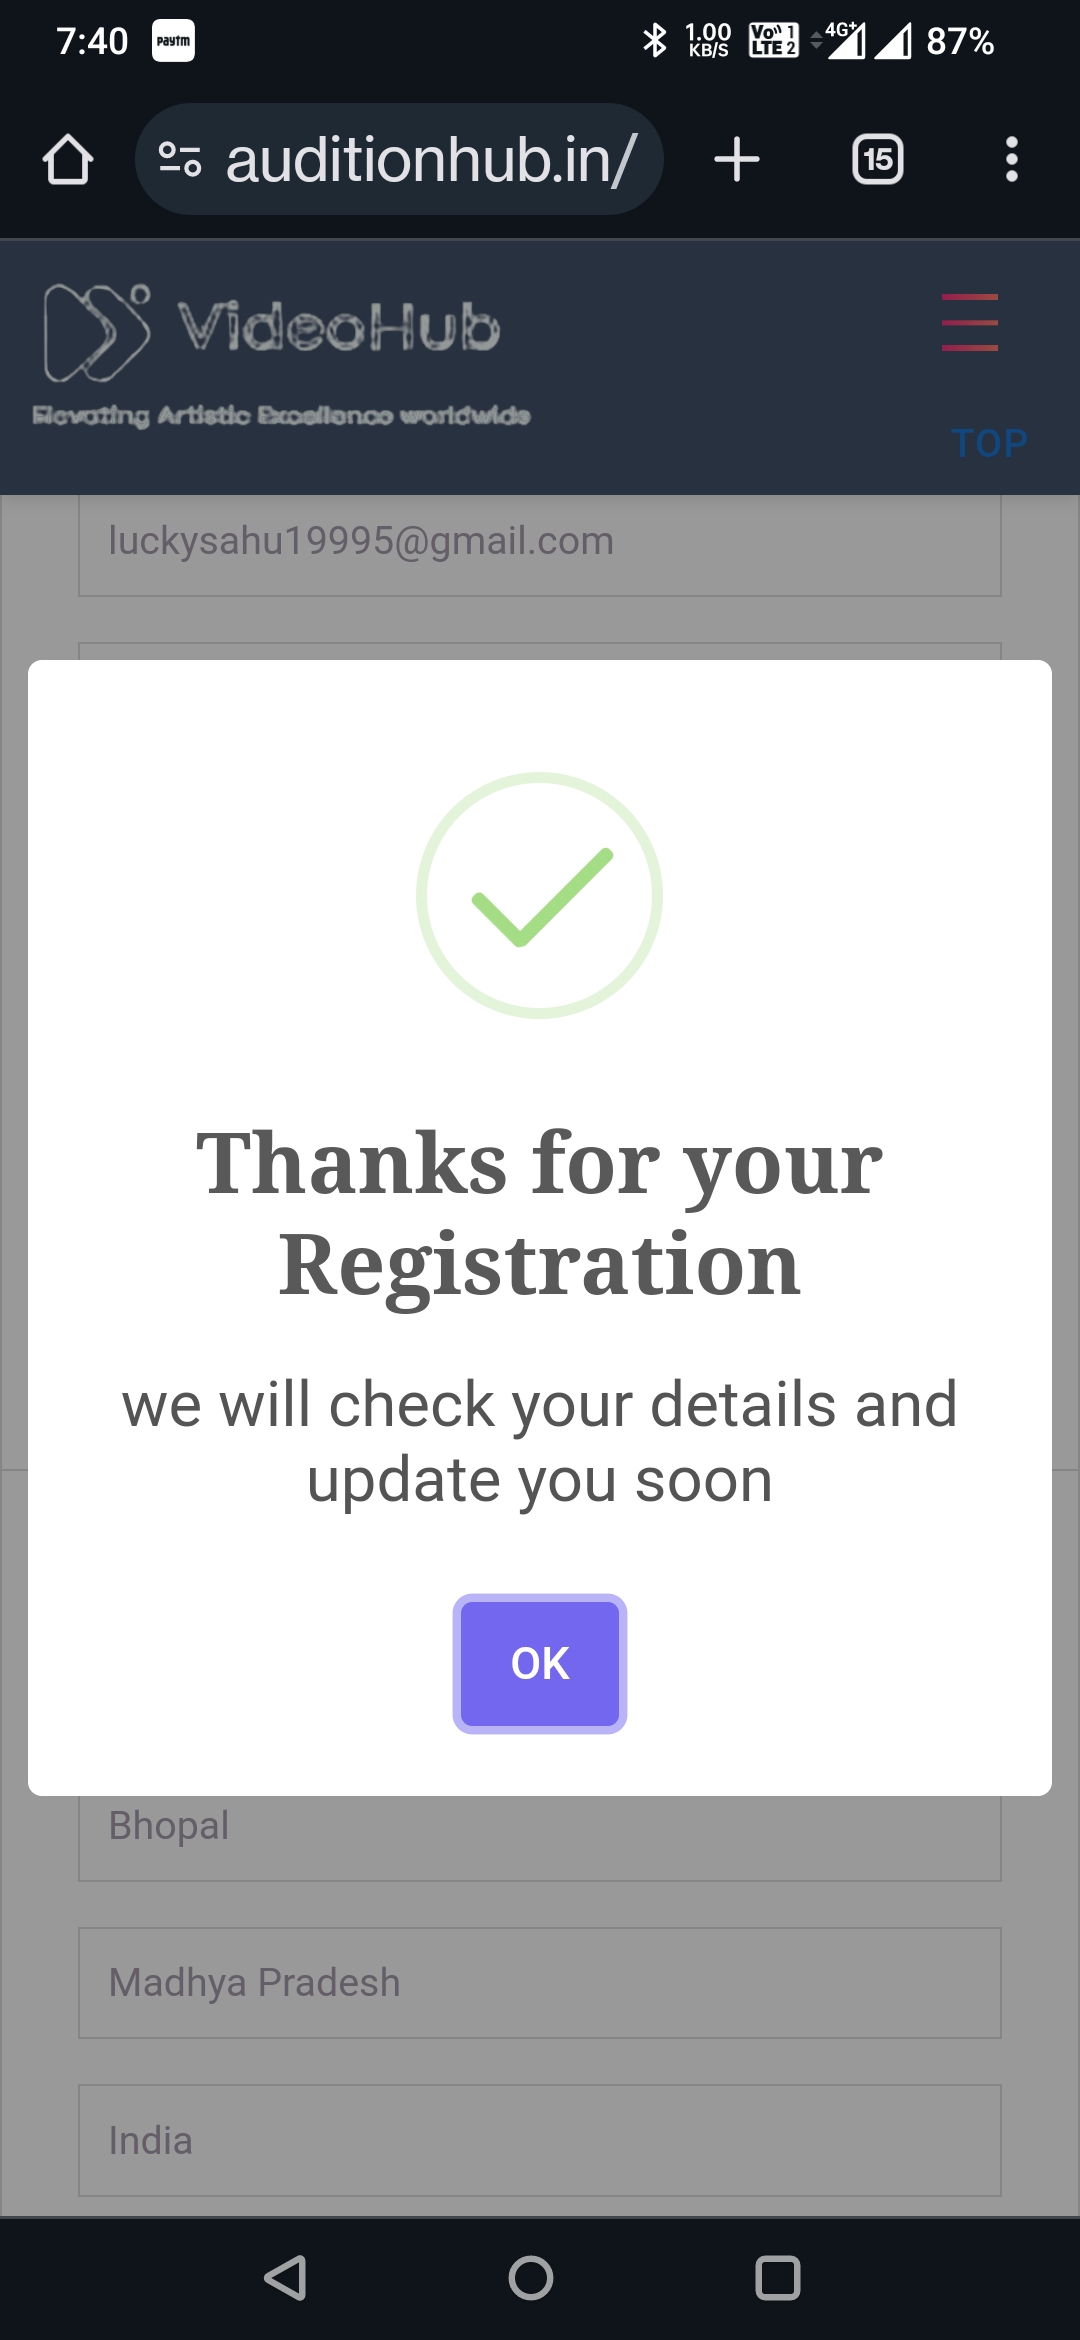 7:40 paytm 1.00 KB/S Vo LTE 1 2 4G+ 87%
auditionhub.in/ 15
VideoHub
Elevating Artistic Excellence worldwide
TOP
luckysahu19995@gmail.com
Thanks for your
Registration
we will check your details and
update you soon
OK
Bhopal
Madhya Pradesh
India